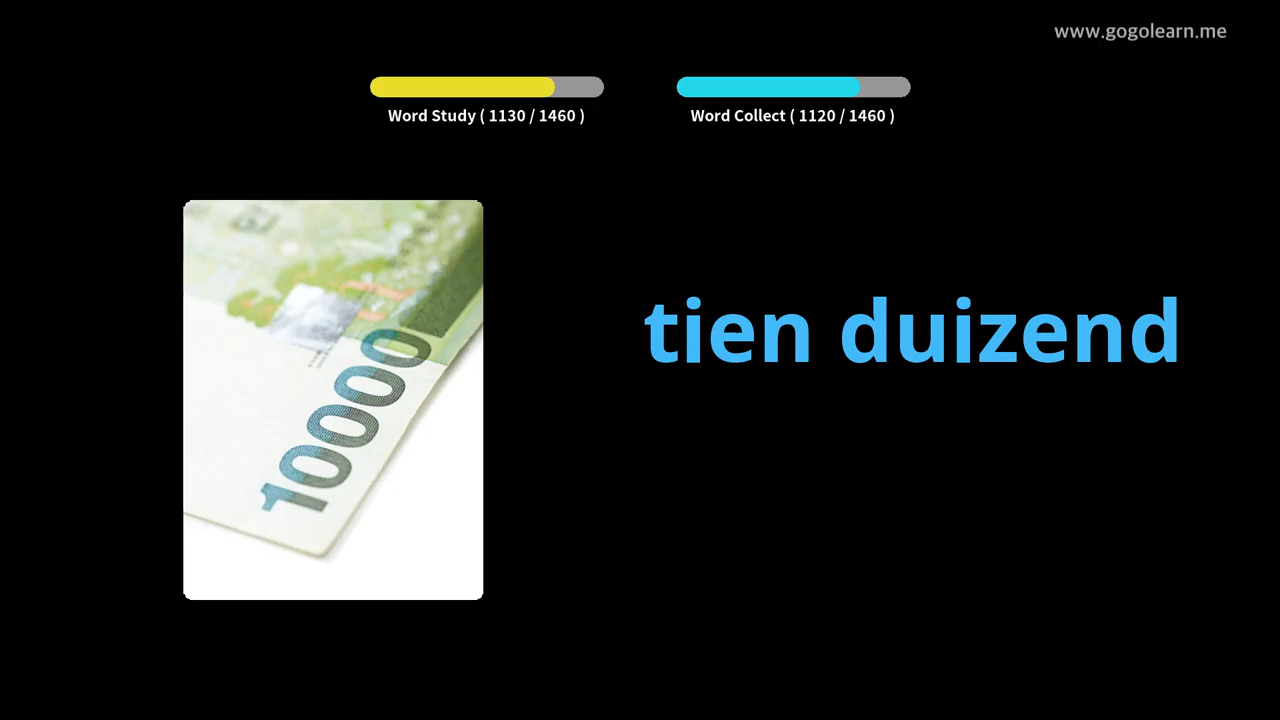 www.gogolearn.me
Word Study ( 1130 / 1460 )
Word Collect ( 1120 / 1460 )
10000
tien duizend